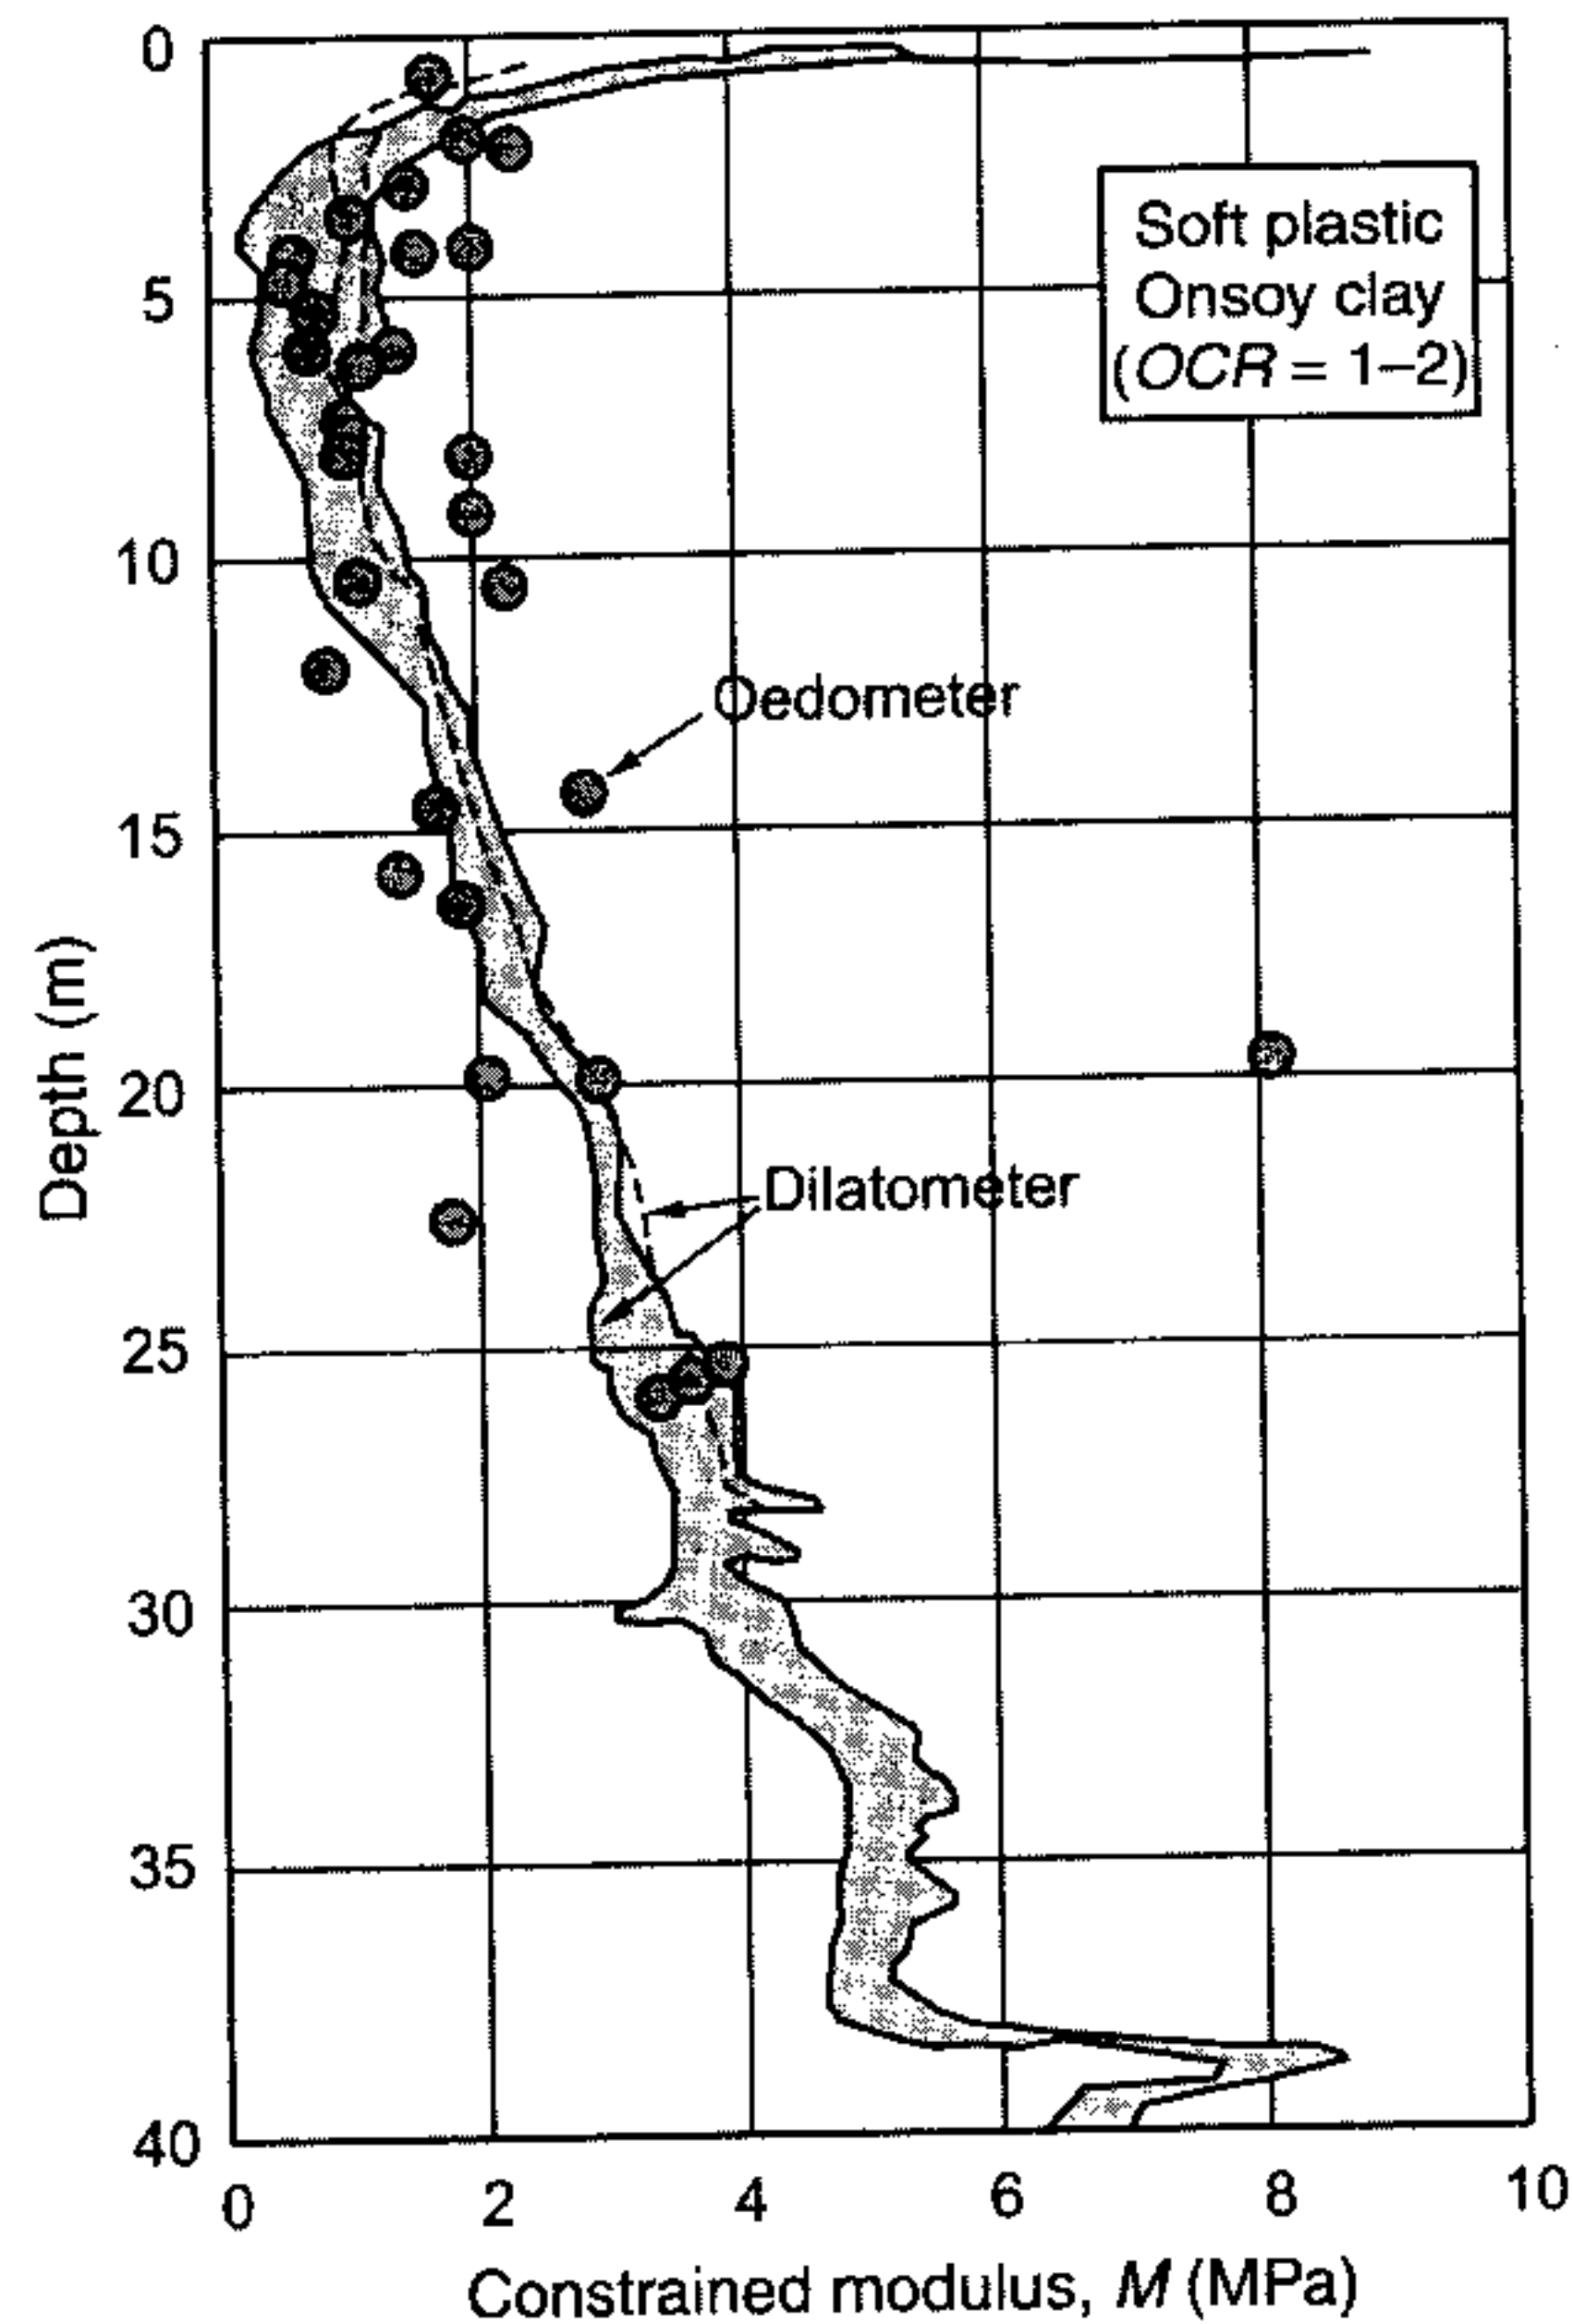 0
5
10
15
20
25
30
35
40
Depth (m)
Soft plastic
Onsoy clay
(OCR = 1–2)
Oedometer
Dilatometer
0 2 4 6 8 10
Constrained modulus, M (MPa)